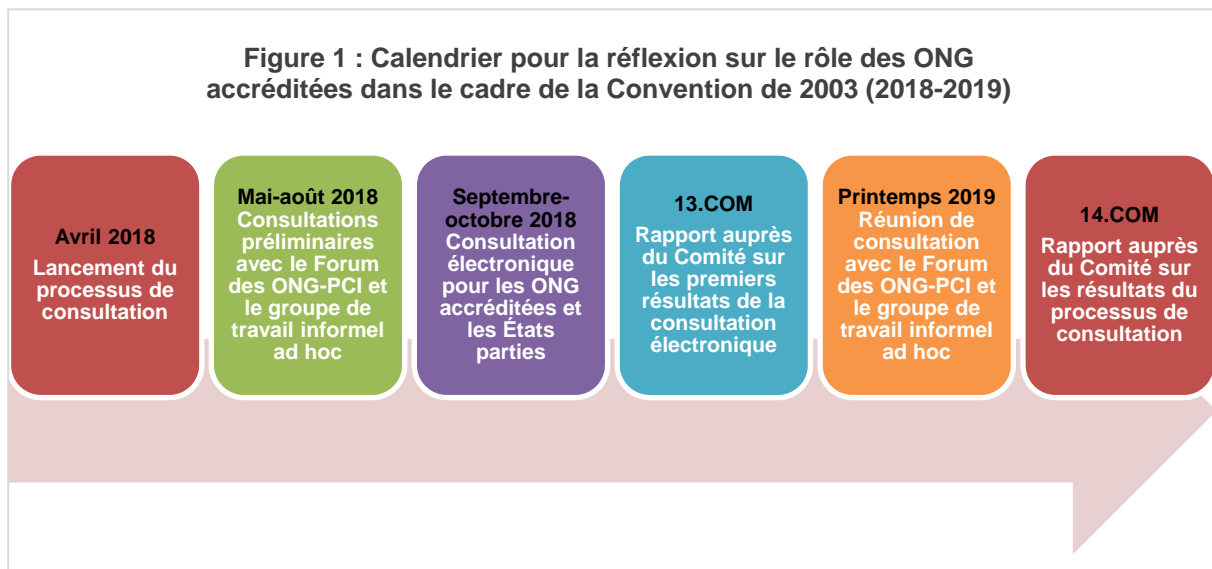 Figure 1 : Calendrier pour la réflexion sur le rôle des ONG
accréditées dans le cadre de la Convention de 2003 (2018-2019)
Avril 2018
Lancement du
processus de
consultation
Mai-août 2018
Consultations
préliminaires
avec le Forum
des ONG-PCI et
le groupe de
travail informel
ad hoc
Septembre-
octobre 2018
Consultation
électronique
pour les ONG
accréditées et
les États
parties
13.COM
Rapport auprès
du Comité sur
les premiers
résultats de la
consultation
électronique
Printemps 2019
Réunion de
consultation
avec le Forum
des ONG-PCI et
le groupe de
travail informel
ad hoc
14.COM
Rapport auprès
du Comité sur
les résultats du
processus de
consultation